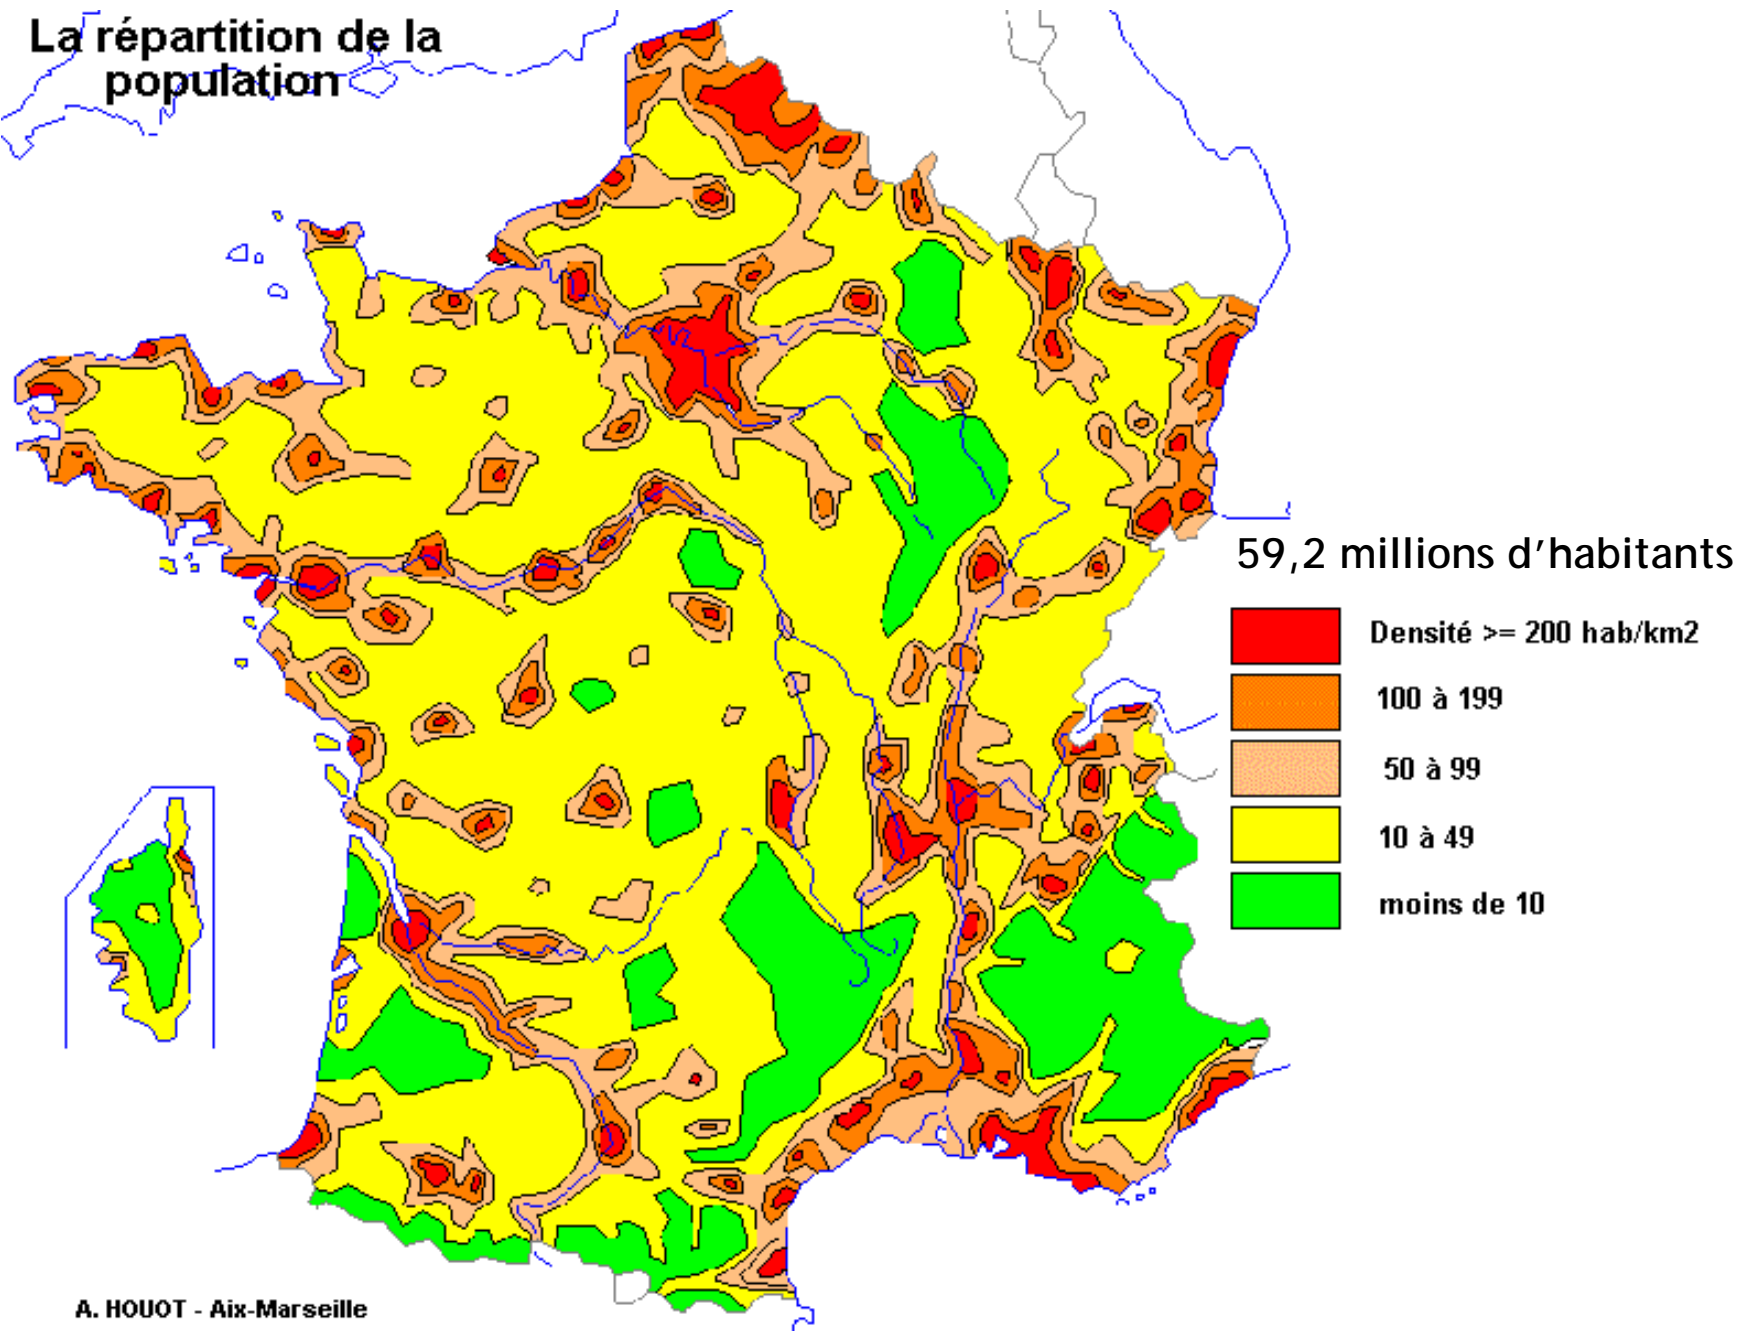 La répartition de la
population
59,2 millions d'habitants
Densité >= 200 hab/km2
100 à 199
50 à 99
10 à 49
moins de 10
A. HOUOT - Aix-Marseille